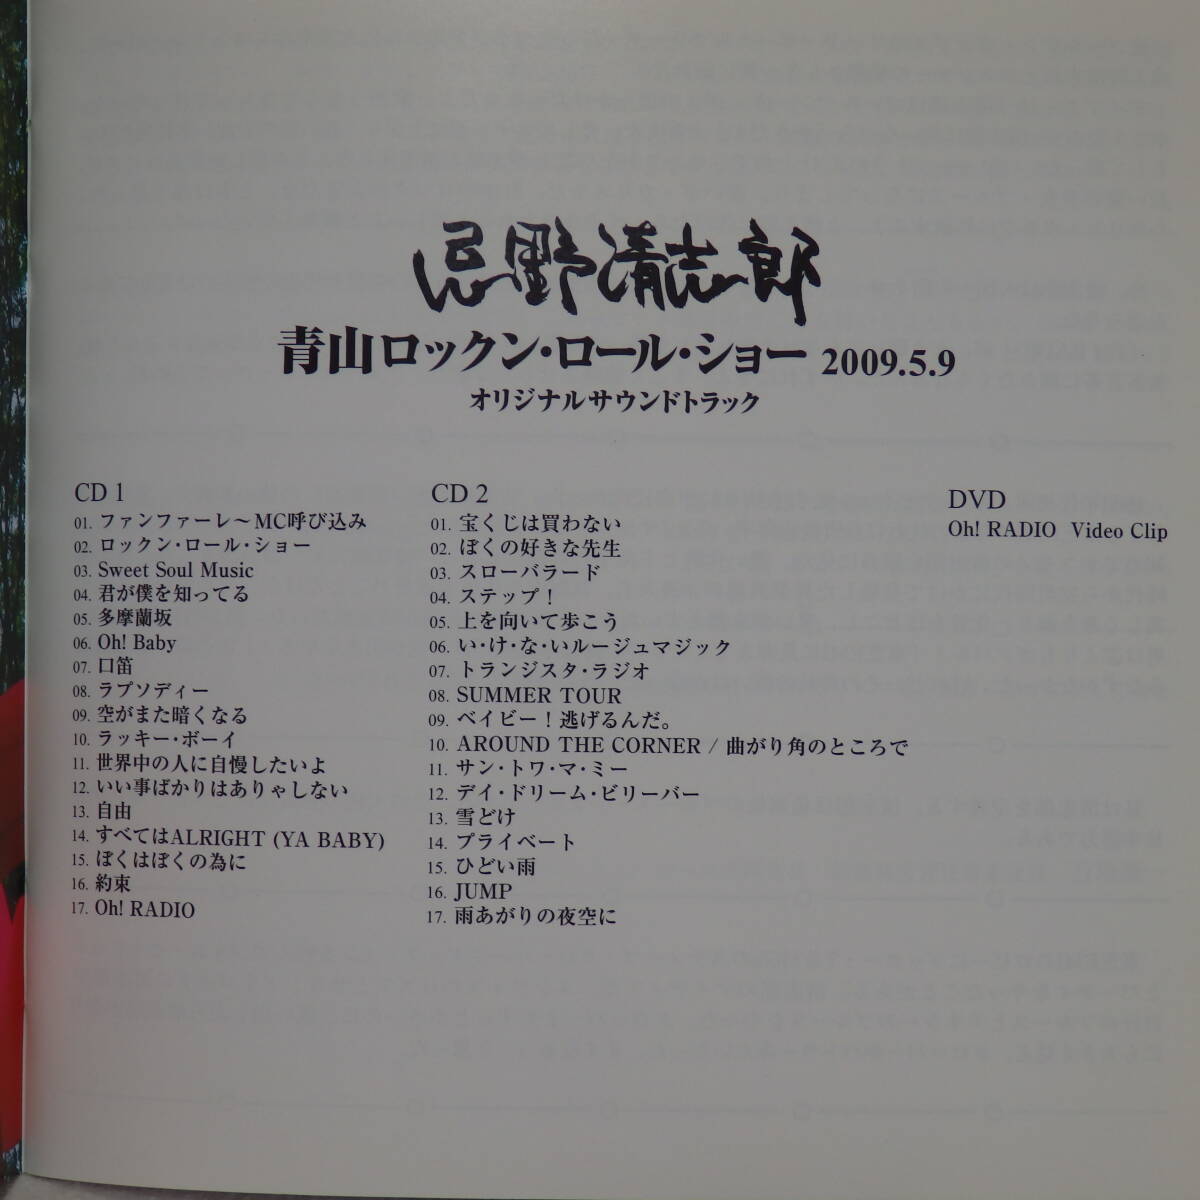 忌野清志郎
青山ロックン・ロール・ショー 2009.5.9
オリジナルサウンドトラック
CD 1
01. ファンファーレ～MC呼び込み
02. ロックン・ロール・ショー
03. Sweet Soul Music
04. 君が僕を知ってる
05. 多摩蘭坂
06. Oh! Baby
07. 口笛
08. ラプソディー
09. 空がまた暗くなる
10. ラッキー・ボーイ
11. 世界中の人に自慢したいよ
12. いい事ばかりはありゃしない
13. 自由
14. すべてはALRIGHT (YA BABY)
15. ぼくはぼくの為に
16. 約束
17. Oh! RADIO
CD 2
01. 宝くじは買わない
02. ぼくの好きな先生
03. スローバラード
04. ステップ！
05. 上を向いて歩こう
06. い・け・な・いルージュマジック
07. トランジスタ・ラジオ
08. SUMMER TOUR
09. ベイビー！逃げるんだ。
10. AROUND THE CORNER / 曲がり角のところで
11. サン・トワ・マ・ミー
12. デイ・ドリーム・ビリーバー
13. 雪どけ
14. プライベート
15. ひどい雨
16. JUMP
17. 雨あがりの夜空に
DVD
Oh! RADIO Video Clip